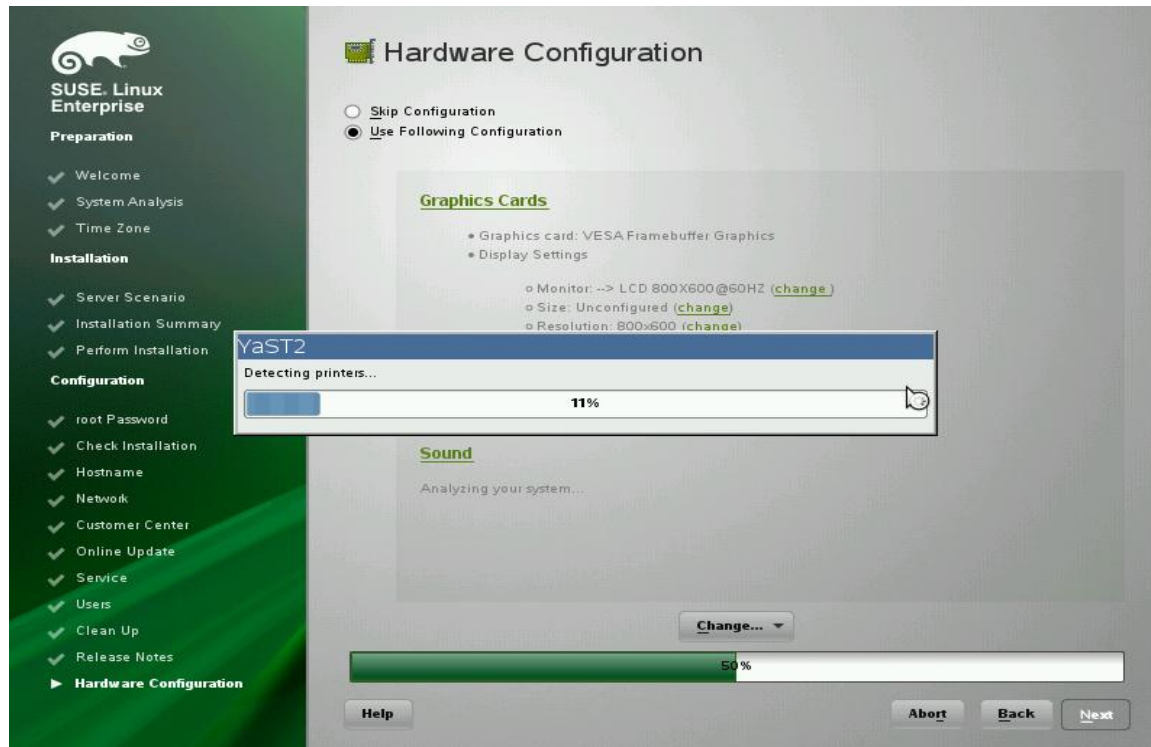 SUSE. Linux
Enterprise
Preparation
Welcome
System Analysis
Time Zone
Installation
Server Scenario
Installation Summary
Perform Installation
Configuration
root Password
Check Installation
Hostname
Network
Customer Center
Online Update
Service
Users
Clean Up
Release Notes
Hardware Configuration
Hardware Configuration
Skip Configuration
Use Following Configuration
Graphics Cards
• Graphics card: VESA Framebuffer Graphics
• Display Settings
o Monitor: --> LCD 800X600@60HZ (change )
o Size: Unconfigured (change)
o Resolution: 800x600 (change)
YaST2
Detecting printers...
11%
Sound
Analyzing your system...
Change...
50%
Help
Abort
Back
Next